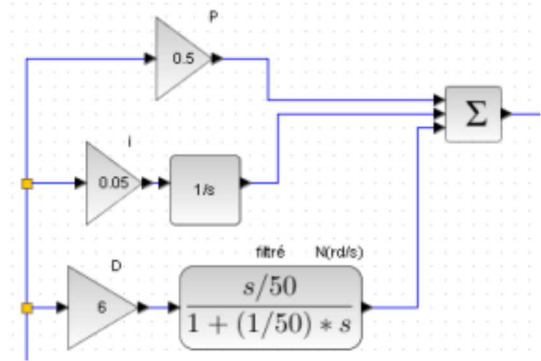 P
0.5
Σ
I
0.05
1/s
D
filtré N(rd/s)
6
s/50
1 + (1/50) * s